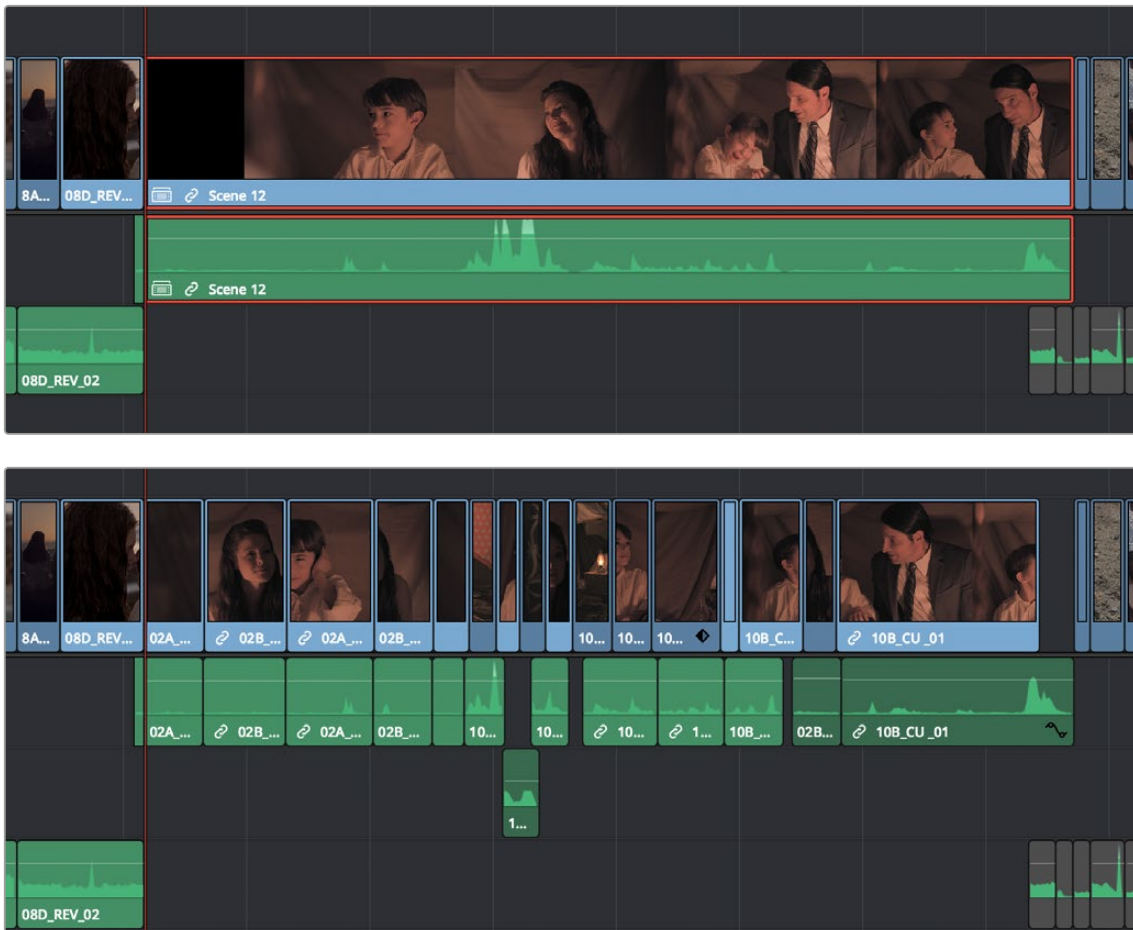 8A... 08D_REV... Scene 12
Scene 12
08D_REV_02
8A... 08D_REV... 02A_... 02B_... 02A_... 02B_... 10... 10... 10... 10B_C... 10B_CU _01
02A_... 02B_... 02A_... 02B_... 10... 10... 10... 1... 10B_... 02B... 10B_CU _01
1...
08D_REV_02